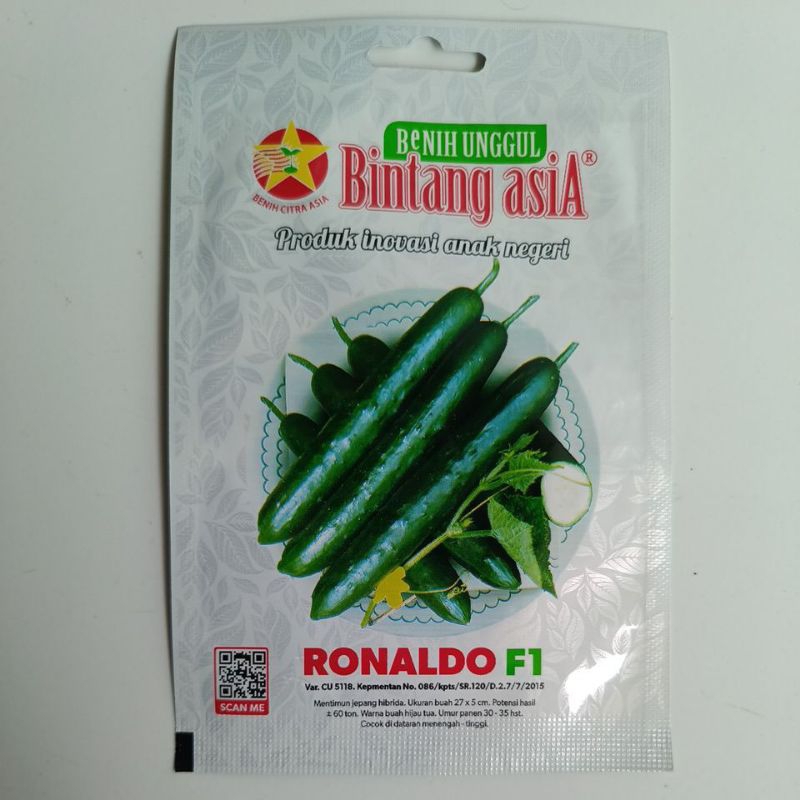 BeNIH UNGGUL
Bintang asiA®
BENIH CITRA ASIA
Produk inovasi anak negeri
RONALDO F1
Var. CU 5118. Kepmentan No. 086/kpts/SR.120/D.2.7/7/2015
Mentimun jepang hibrida. Ukuran buah 27 x 5 cm. Potensi hasil
± 60 ton. Warna buah hijau tua. Umur panen 30 - 35 hst.
Cocok di dataran menengah - tinggi.
SCAN ME